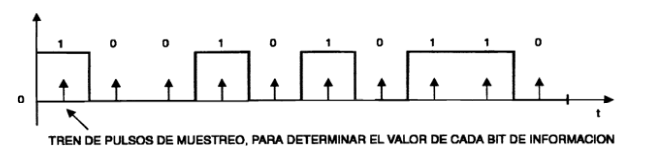 1 0 0 1 0 1 0 1 1 0
0
t
TREN DE PULSOS DE MUESTREO, PARA DETERMINAR EL VALOR DE CADA BIT DE INFORMACION